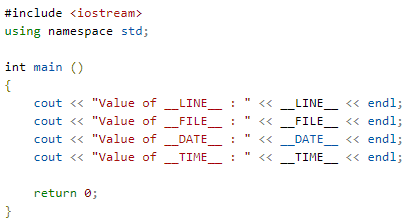 #include <iostream>
using namespace std;

int main ()
{
    cout << "Value of __LINE__ : " << __LINE__ << endl;
    cout << "Value of __FILE__ : " << __FILE__ << endl;
    cout << "Value of __DATE__ : " << __DATE__ << endl;
    cout << "Value of __TIME__ : " << __TIME__ << endl;

    return 0;
}